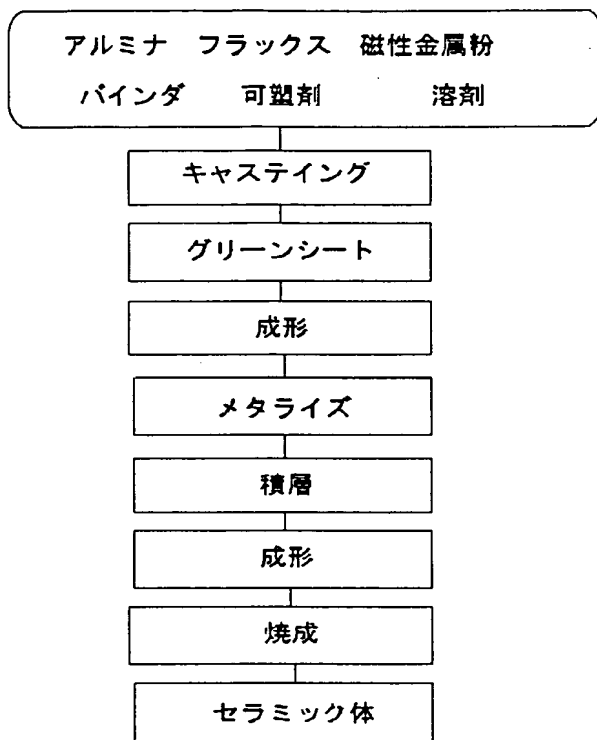 アルミナ フラックス 磁性金属粉
バインダ 可塑剤 溶剤
キャステイング
グリーンシート
成形
メタライズ
積層
成形
焼成
セラミック体